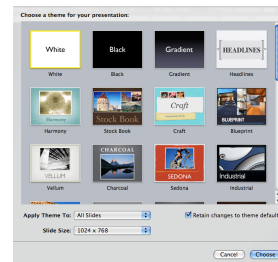 Choose a theme for your presentation:
White
Black
Gradient
HEADLINES
White
Black
Gradient
Headlines
Harmony
Stock Book
Craft
BLUEPRINT
Harmony
Stock Book
Craft
Blueprint
VELLUM
CHARCOAL
SEDONA
Industrial
Vellum
Charcoal
Sedona
Industrial
Apply Theme To: All Slides
Retain changes to theme default
Slide Size: 1024 x 768
Cancel
Choose